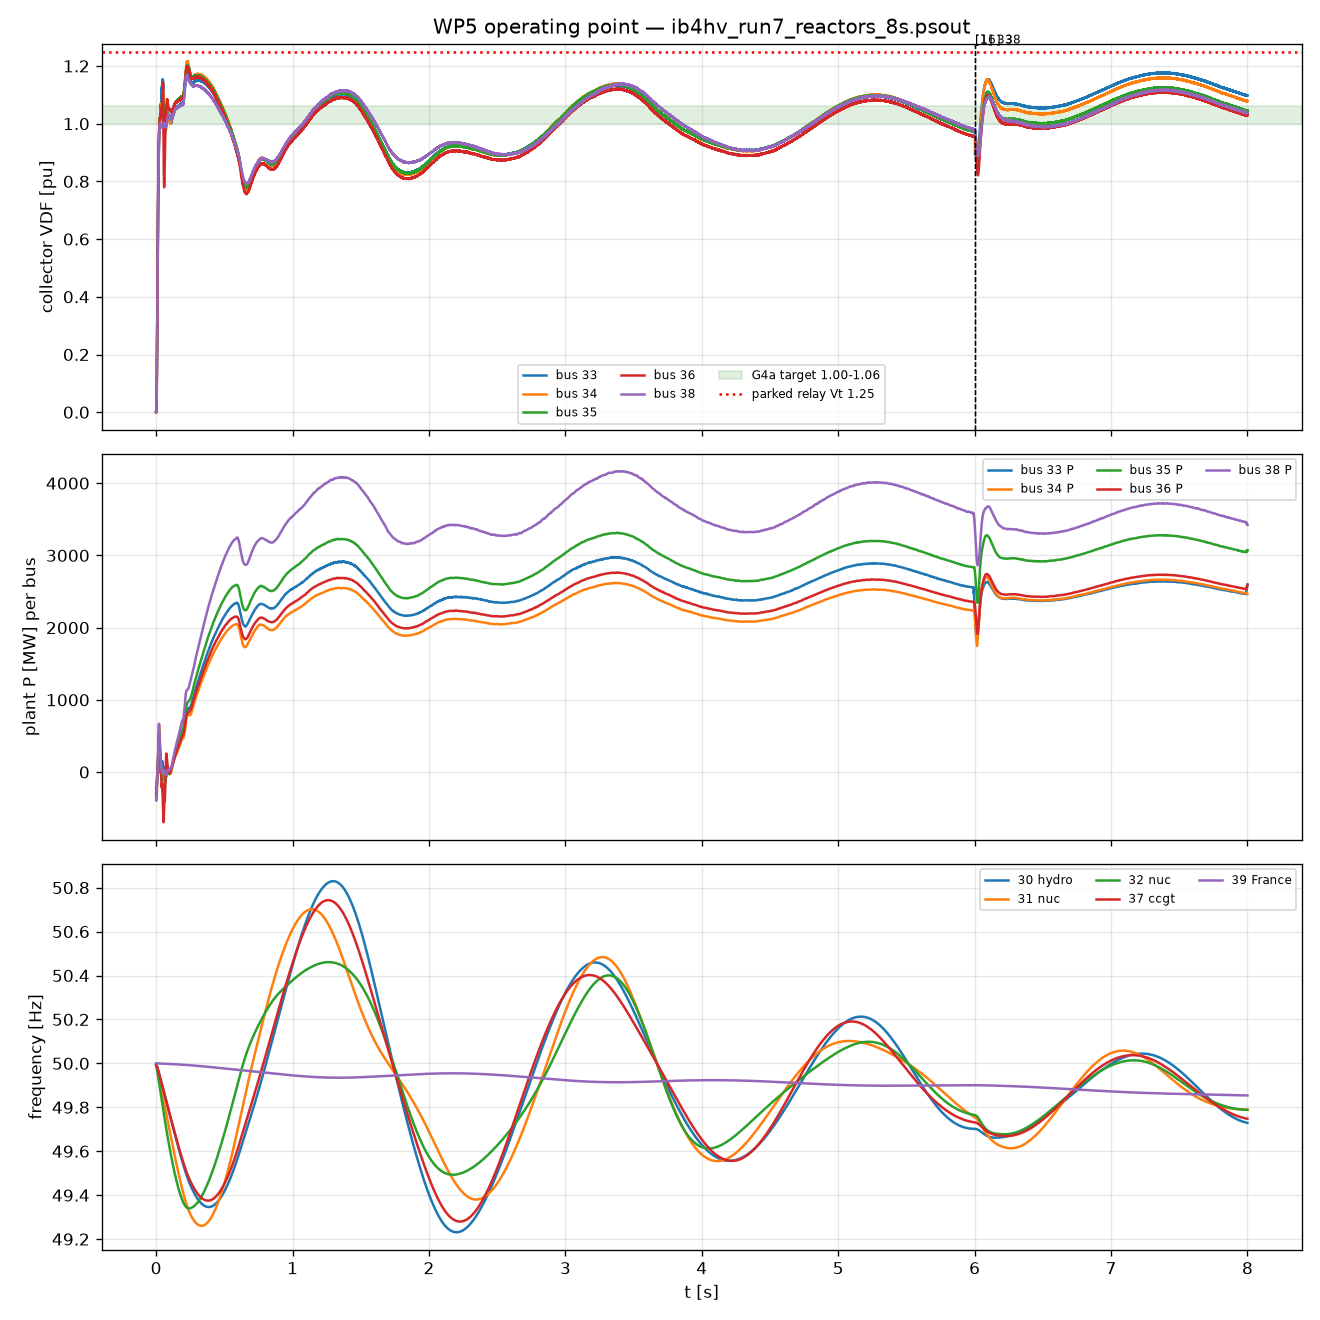 WP5 operating point — ib4hv_run7_reactors_8s.psout
collector VDF [pu]
1.2
1.0
0.8
0.6
0.4
0.2
0.0
bus 33
bus 34
bus 35
bus 36
bus 38
G4a target 1.00-1.06
parked relay Vt 1.25
plant P [MW] per bus
4000
3000
2000
1000
0
bus 33 P
bus 34 P
bus 35 P
bus 36 P
bus 38 P
frequency [Hz]
50.8
50.6
50.4
50.2
50.0
49.8
49.6
49.4
49.2
30 hydro
31 nuc
32 nuc
37 ccgt
39 France
0 1 2 3 4 5 6 7 8
t [s]